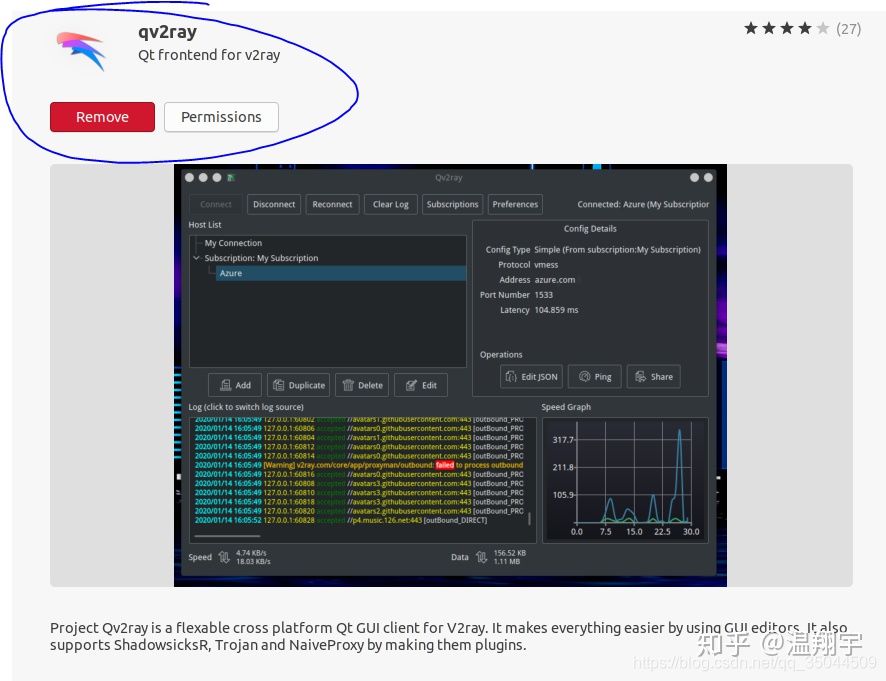 qv2ray
(27)
Qt frontend for v2ray
Remove
Permissions
Qv2ray
Connect
Disconnect
Reconnect
Clear Log
Subscriptions
Preferences
Connected: Azure (My Subscriptior
Host List
My Connection
Subscription: My Subscription
Azure
Config Details
Config Type Simple (From subscription:My Subscription)
Protocol vmess
Address azure.com
Port Number 1533
Latency 104.859 ms
Operations
Edit JSON
Ping
Share
Add
Duplicate
Delete
Edit
Log (click to switch log source)
2020/01/14 16:05:49 127.0.0.1:60802 accepted //avatars1.githubusercontent.com:443 [outBound_PRO
2020/01/14 16:05:49 127.0.0.1:60806 accepted //avatars0.githubusercontent.com:443 [outBound_PRO
2020/01/14 16:05:49 127.0.0.1:60804 accepted //avatars1.githubusercontent.com:443 [outBound_PRO
2020/01/14 16:05:49 127.0.0.1:60812 accepted //avatars0.githubusercontent.com:443 [outBound_PRO
2020/01/14 16:05:49 127.0.0.1:60814 accepted //avatars0.githubusercontent.com:443 [outBound_PRO
2020/01/14 16:05:49 [Warning] v2ray.com/core/app/proxyman/outbound: failed to process outbound
2020/01/14 16:05:49 127.0.0.1:60816 accepted //avatars0.githubusercontent.com:443 [outBound_PRO
2020/01/14 16:05:49 127.0.0.1:60808 accepted //avatars0.githubusercontent.com:443 [outBound_PRO
2020/01/14 16:05:49 127.0.0.1:60810 accepted //avatars3.githubusercontent.com:443 [outBound_PRO
2020/01/14 16:05:49 127.0.0.1:60818 accepted //avatars3.githubusercontent.com:443 [outBound_PRO
2020/01/14 16:05:49 127.0.0.1:60820 accepted //avatars2.githubusercontent.com:443 [outBound_PRO
2020/01/14 16:05:52 127.0.0.1:60828 accepted //p4.music.126.net:443 [outBound_DIRECT]
Speed Graph
317.7
211.8
105.9
0.0 7.5 15.0 22.5 30.0
Speed
4.74 KB/s
18.03 KB/s
Data
156.52 KB
1.11 MB
Project Qv2ray is a flexable cross platform Qt GUI client for V2ray. It makes everything easier by using GUI editors. It also
supports ShadowsicksR, Trojan and NaiveProxy by making them plugins.
知乎 @温翔宇
https://blog.csdn.net/qq_35044509